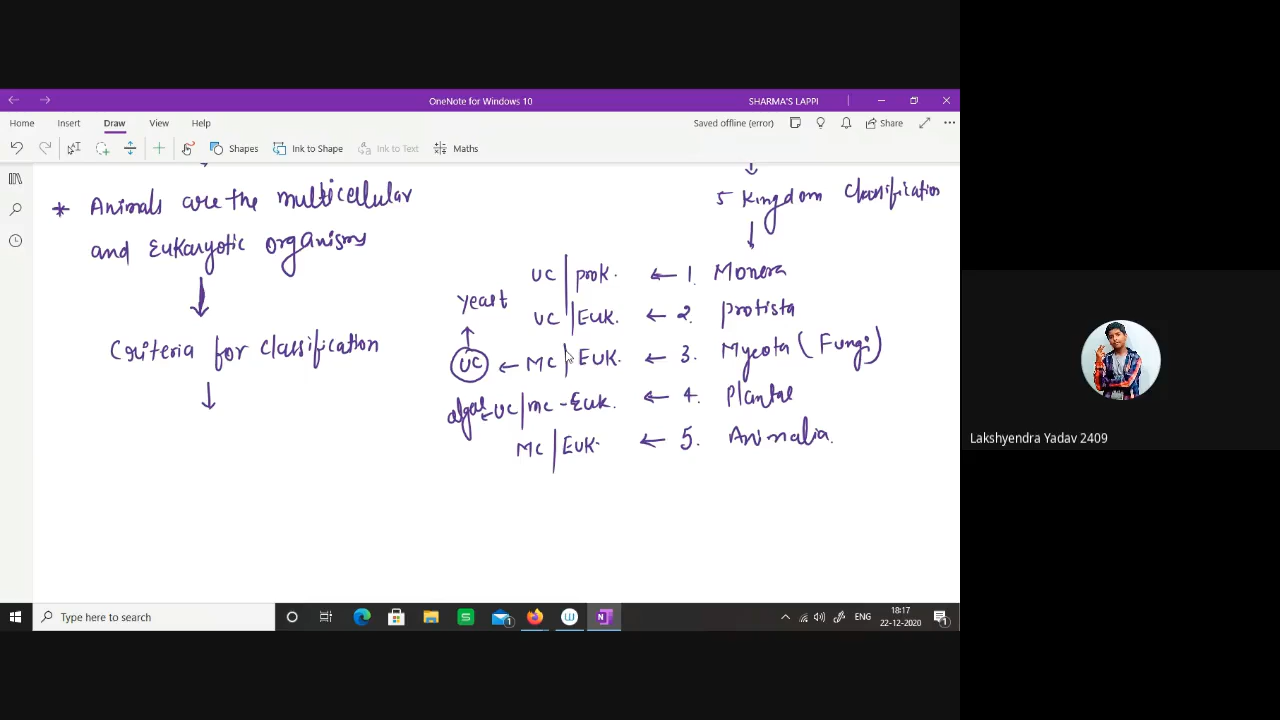 OneNote for Windows 10
SHARMA'S LAPPI
Home Insert Draw View Help
Saved offline (error)
Share
Shapes
Ink to Shape
Ink to Text
Maths
* Animals are the multicellular
and Eukaryotic organisms
Criteria for classification
5 Kingdom Classification
UC | prok. ← 1. Monera
UC | Euk. ← 2. protista
yeast
UC ← MC | EUK. ← 3. Mycota (Fungi)
algae ← UC | mc - Euk. ← 4. Plantae
MC | EUK. ← 5. Animalia.
Lakshyendra Yadav 2409
Type here to search
1
ENG
18:17
22-12-2020
1